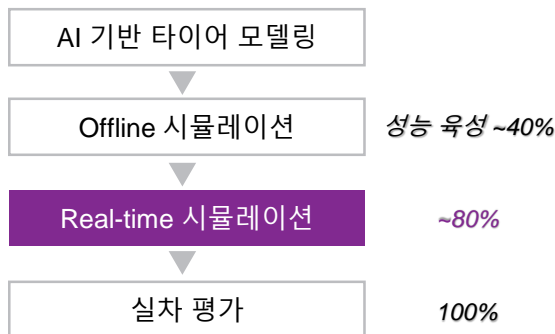 AI 기반 타이어 모델링
Offline 시뮬레이션 성능 육성 ~40%
Real-time 시뮬레이션 ~80%
실차 평가 100%